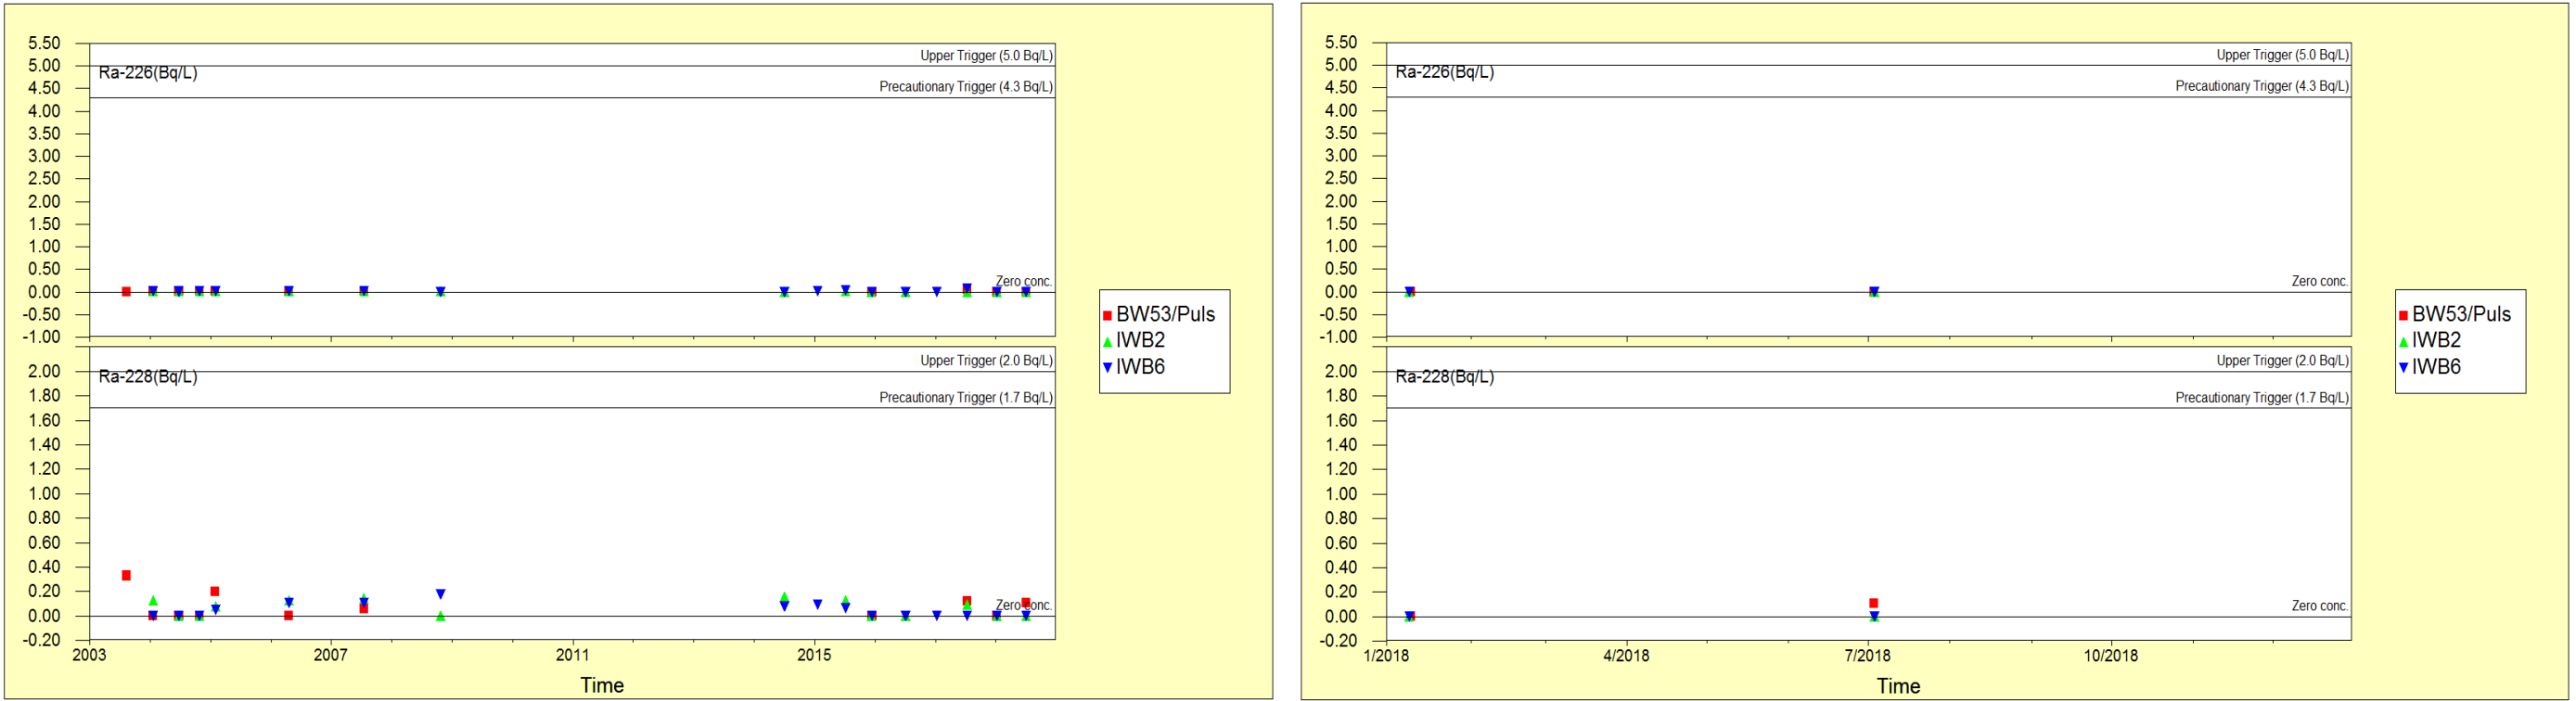 5.50
5.00
4.50
4.00
3.50
3.00
2.50
2.00
1.50
1.00
0.50
0.00
-0.50
-1.00
Ra-226(Bq/L)
Upper Trigger (5.0 Bq/L)
Precautionary Trigger (4.3 Bq/L)
Zero conc.
2.00
1.80
1.60
1.40
1.20
1.00
0.80
0.60
0.40
0.20
0.00
-0.20
Ra-228(Bq/L)
Upper Trigger (2.0 Bq/L)
Precautionary Trigger (1.7 Bq/L)
Zero conc.
2003 2007 2011 2015
Time
BW53/Puls
IWB2
IWB6
5.50
5.00
4.50
4.00
3.50
3.00
2.50
2.00
1.50
1.00
0.50
0.00
-0.50
-1.00
Ra-226(Bq/L)
Upper Trigger (5.0 Bq/L)
Precautionary Trigger (4.3 Bq/L)
Zero conc.
2.00
1.80
1.60
1.40
1.20
1.00
0.80
0.60
0.40
0.20
0.00
-0.20
Ra-228(Bq/L)
Upper Trigger (2.0 Bq/L)
Precautionary Trigger (1.7 Bq/L)
Zero conc.
1/2018 4/2018 7/2018 10/2018
Time
BW53/Puls
IWB2
IWB6